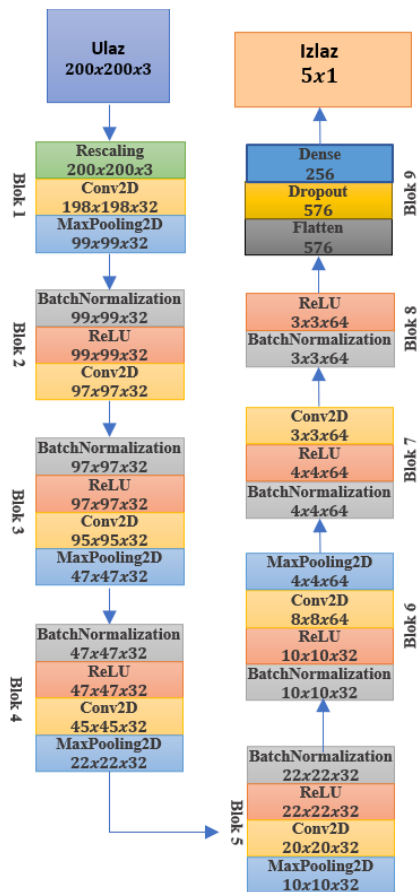 Ulaz
200x200x3
Blok 1
Rescaling
200x200x3
Conv2D
198x198x32
MaxPooling2D
99x99x32
Blok 2
BatchNormalization
99x99x32
ReLU
99x99x32
Conv2D
97x97x32
Blok 3
BatchNormalization
97x97x32
ReLU
97x97x32
Conv2D
95x95x32
MaxPooling2D
47x47x32
Blok 4
BatchNormalization
47x47x32
ReLU
47x47x32
Conv2D
45x45x32
MaxPooling2D
22x22x32
Blok 5
BatchNormalization
22x22x32
ReLU
22x22x32
Conv2D
20x20x32
MaxPooling2D
10x10x32
Blok 6
MaxPooling2D
4x4x64
Conv2D
8x8x64
ReLU
10x10x32
BatchNormalization
10x10x32
Blok 7
Conv2D
3x3x64
ReLU
4x4x64
BatchNormalization
4x4x64
Blok 8
ReLU
3x3x64
BatchNormalization
3x3x64
Blok 9
Dense
256
Dropout
576
Flatten
576
Izlaz
5x1